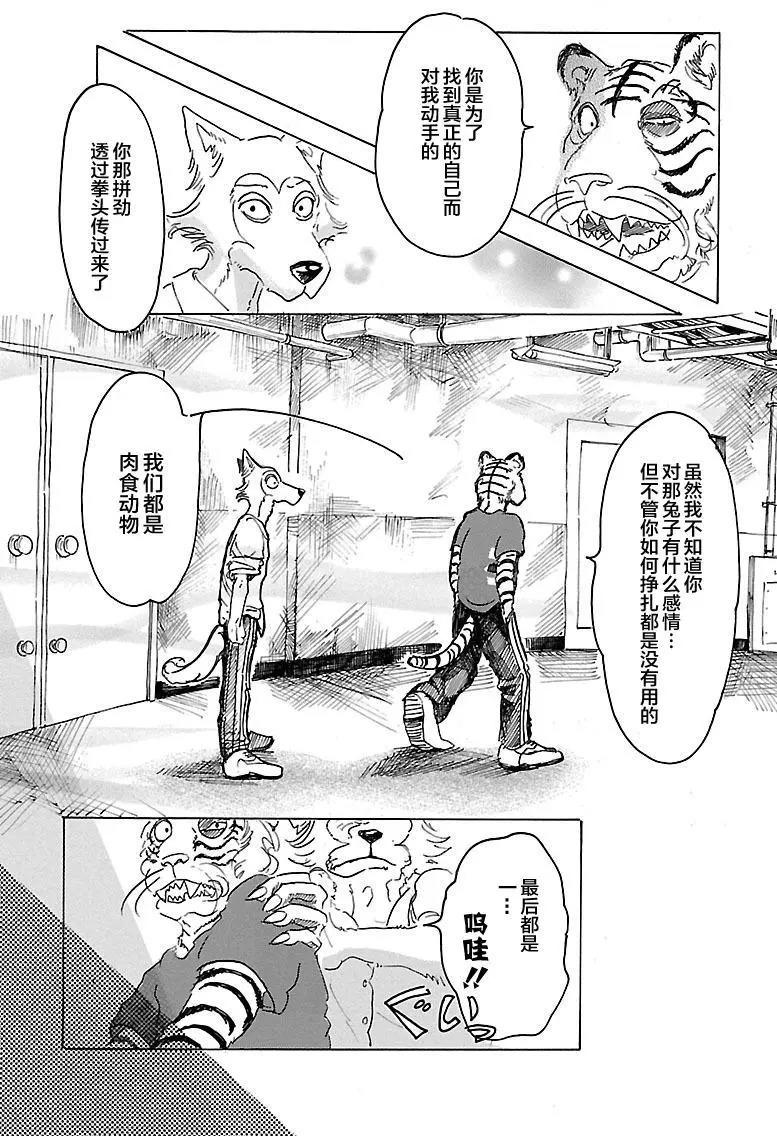 你是为了
找到真正的自己而
对我动手的
你那拼劲
透过拳头传过来了
虽然我不知道你
对那兔子有什么感情…
但不管你如何挣扎都是没有用的
我们都是
肉食动物
最后都是
一…
呜哇!!
ぐい